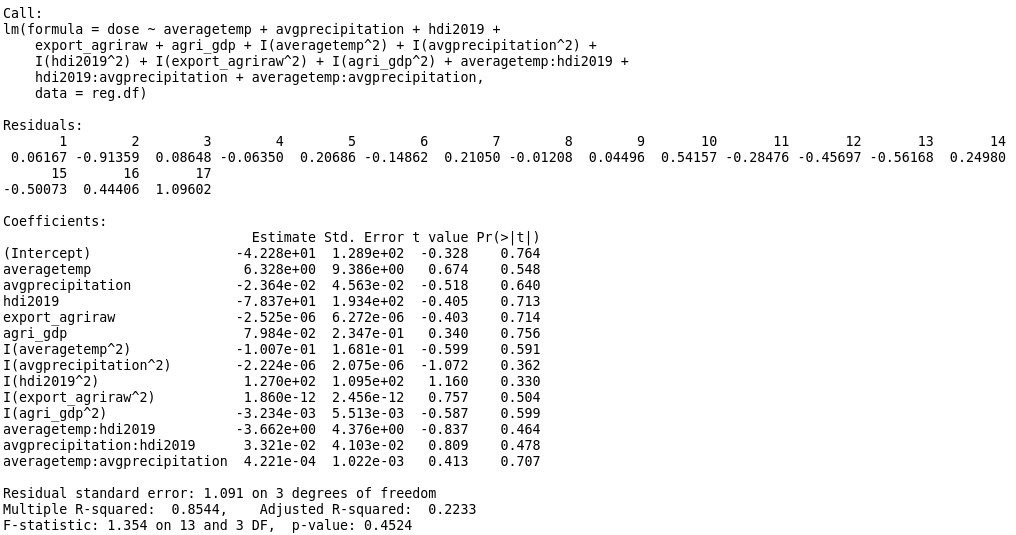 Call:
lm(formula = dose ~ averagetemp + avgprecipitation + hdi2019 +
    export_agriraw + agri_gdp + I(averagetemp^2) + I(avgprecipitation^2) +
    I(hdi2019^2) + I(export_agriraw^2) + I(agri_gdp^2) + averagetemp:hdi2019 +
    hdi2019:avgprecipitation + averagetemp:avgprecipitation,
    data = reg.df)

Residuals:
       1        2        3        4        5        6        7        8        9       10       11       12       13       14
 0.06167 -0.91359  0.08648 -0.06350  0.20686 -0.14862  0.21050 -0.01208  0.04496  0.54157 -0.28476 -0.45697 -0.56168  0.24980
      15       16       17
-0.50073  0.44406  1.09602

Coefficients:
                               Estimate Std. Error t value Pr(>|t|)
(Intercept)                  -4.228e+01  1.289e+02  -0.328    0.764
averagetemp                   6.328e+00  9.386e+00   0.674    0.548
avgprecipitation             -2.364e-02  4.563e-02  -0.518    0.640
hdi2019                      -7.837e+01  1.934e+02  -0.405    0.713
export_agriraw               -2.525e-06  6.272e-06  -0.403    0.714
agri_gdp                      7.984e-02  2.347e-01   0.340    0.756
I(averagetemp^2)             -1.007e-01  1.681e-01  -0.599    0.591
I(avgprecipitation^2)        -2.224e-06  2.075e-06  -1.072    0.362
I(hdi2019^2)                  1.270e+02  1.095e+02   1.160    0.330
I(export_agriraw^2)           1.860e-12  2.456e-12   0.757    0.504
I(agri_gdp^2)                -3.234e-03  5.513e-03  -0.587    0.599
averagetemp:hdi2019          -3.662e+00  4.376e+00  -0.837    0.464
avgprecipitation:hdi2019      3.321e-02  4.103e-02   0.809    0.478
averagetemp:avgprecipitation  4.221e-04  1.022e-03   0.413    0.707

Residual standard error: 1.091 on 3 degrees of freedom
Multiple R-squared:  0.8544,    Adjusted R-squared:  0.2233
F-statistic: 1.354 on 13 and 3 DF,  p-value: 0.4524